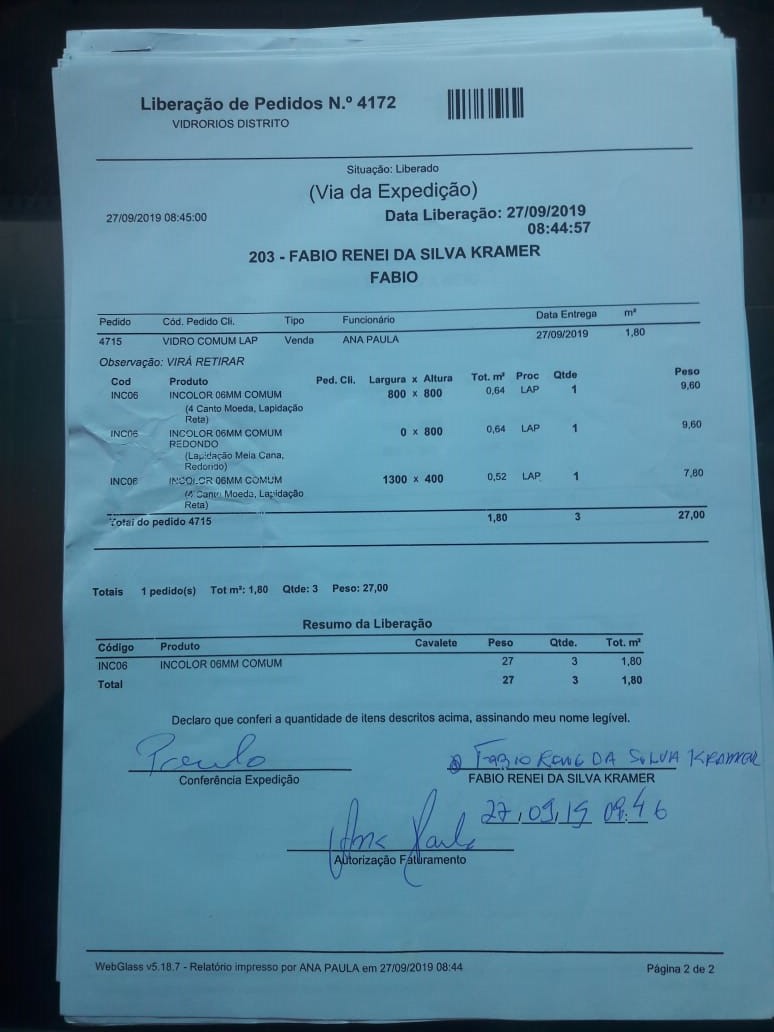 Liberação de Pedidos N.º 4172
VIDRORIOS DISTRITO
Situação: Liberado
(Via da Expedição)
27/09/2019 08:45:00 Data Liberação: 27/09/2019
08:44:57
203 - FABIO RENEI DA SILVA KRAMER
FABIO
Pedido Cód. Pedido Cli. Tipo Funcionário Data Entrega m²
4715 VIDRO COMUM LAP Venda ANA PAULA 27/09/2019 1,80
Observação: VIRÁ RETIRAR
Cod Produto Ped. Cli. Largura x Altura Tot. m² Proc Qtde Peso
INC06 INCOLOR 06MM COMUM 800 x 800 0,64 LAP 1 9,60
(4 Canto Moeda, Lapidação
Reta)
INC06 INCOLOR 06MM COMUM 0 x 800 0,64 LAP 1 9,60
REDONDO
(Lapidação Meia Cana,
Redondo)
INC06 INCOLOR 06MM COMUM 1300 x 400 0,52 LAP 1 7,80
(4 Canto Moeda, Lapidação
Reta)
Total do pedido 4715 1,80 3 27,00
Totais 1 pedido(s) Tot m²: 1,80 Qtde: 3 Peso: 27,00
Resumo da Liberação
Código Produto Cavalete Peso Qtde. Tot. m²
INC06 INCOLOR 06MM COMUM 27 3 1,80
Total 27 3 1,80
Declaro que conferi a quantidade de itens descritos acima, assinando meu nome legível.
Paulo FABIO RENE DA SILVA KRAMER
Conferência Expedição FABIO RENEI DA SILVA KRAMER
27,09,19 09:46
Ana Paula
Autorização Faturamento
WebGlass v5.18.7 - Relatório impresso por ANA PAULA em 27/09/2019 08:44 Página 2 de 2